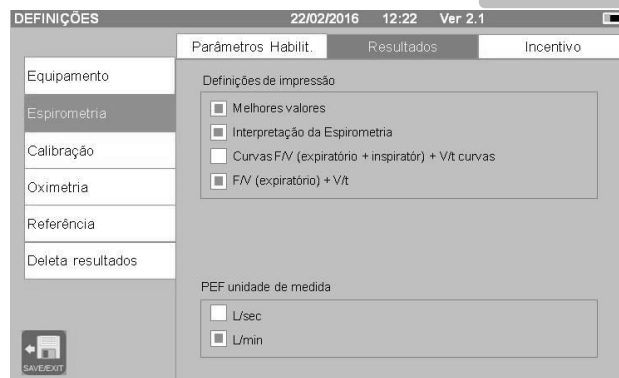 DEFINIÇÕES 22/02/2016 12:22 Ver 2.1
Parâmetros Habilit. Resultados Incentivo
Equipamento
Espirometria
Calibração
Oximetria
Referência
Deleta resultados
Definições de impressão
Melhores valores
Interpretação da Espirometria
Curvas F/V (expiratório + inspiratór) + V/t curvas
F/V (expiratório) + V/t
PEF unidade de medida
L/sec
L/min
SAVE/EXIT